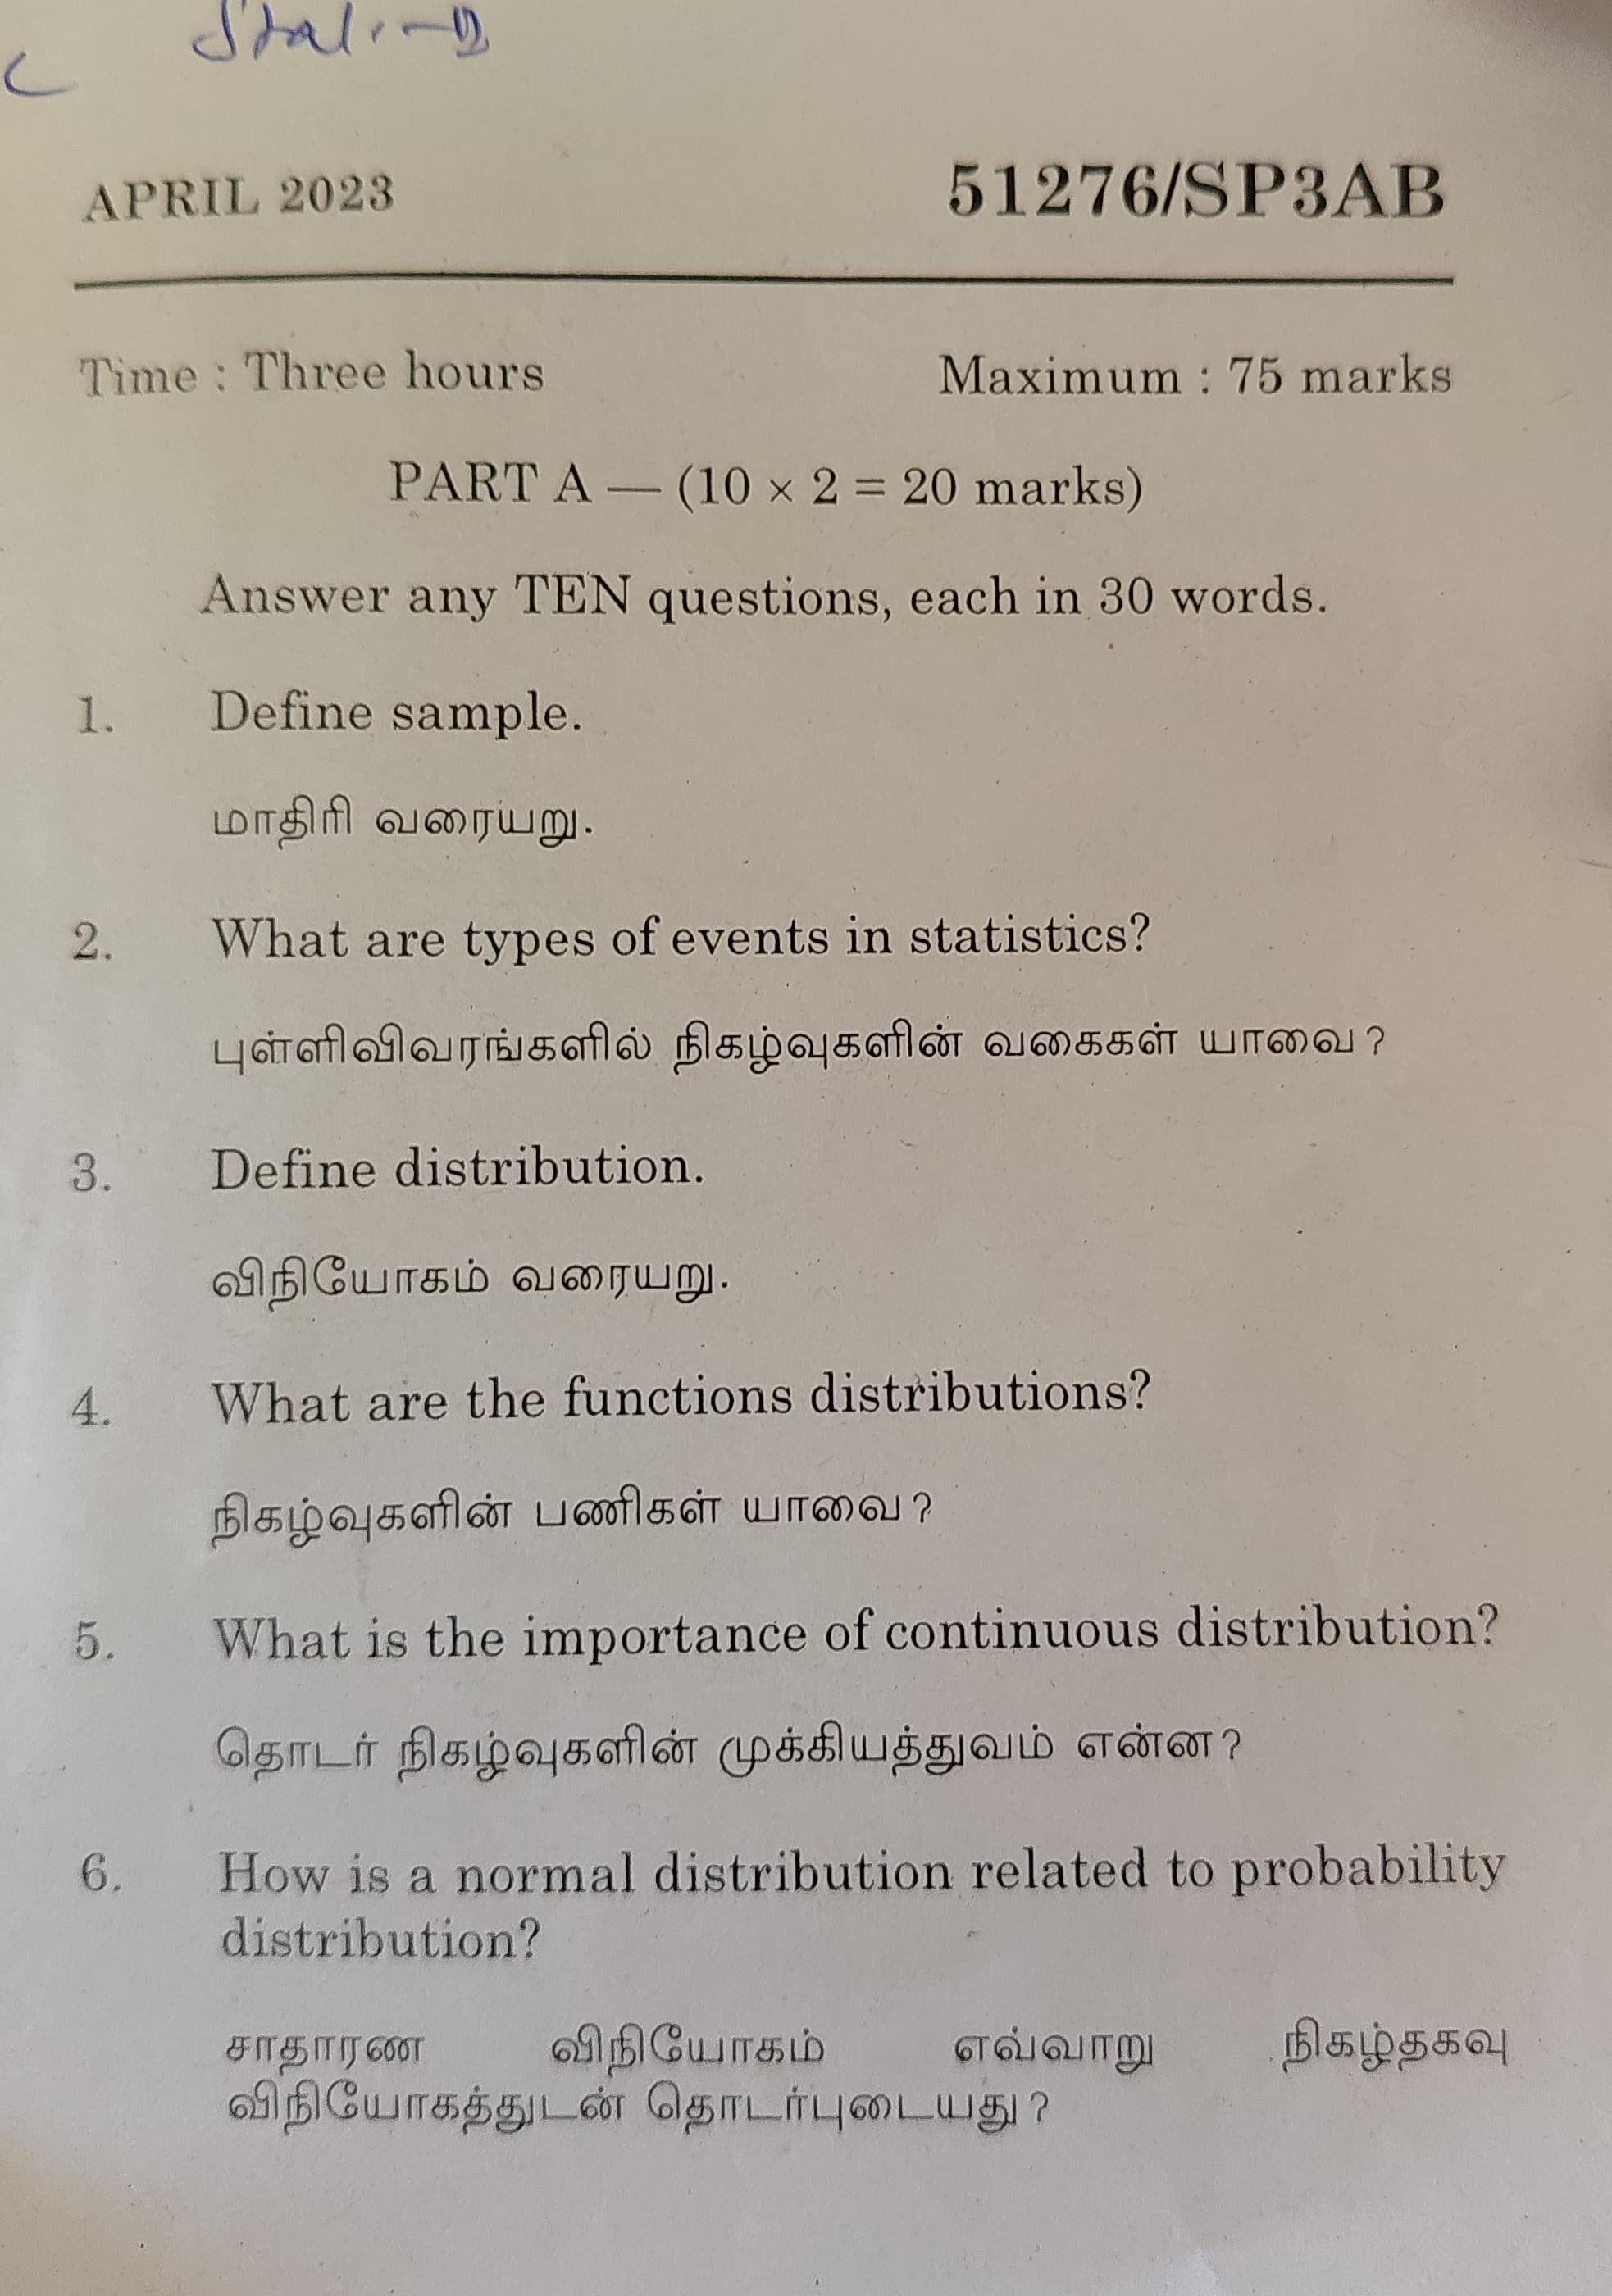 APRIL 2023 51276/SP3AB
Time : Three hours Maximum : 75 marks
PART A — (10 × 2 = 20 marks)
Answer any TEN questions, each in 30 words.
1. Define sample.
மாதிரி வரையறு.
2. What are types of events in statistics?
புள்ளிவிவரங்களில் நிகழ்வுகளின் வகைகள் யாவை?
3. Define distribution.
வினியோகம் வரையறு.
4. What are the functions distributions?
நிகழ்வுகளின் பணிகள் யாவை?
5. What is the importance of continuous distribution?
தொடர் நிகழ்வுகளின் முக்கியத்துவம் என்ன?
6. How is a normal distribution related to probability
distribution?
சாதாரண விநியோகம் எவ்வாறு நிகழ்தகவு
விநியோகத்துடன் தொடர்புடையது?